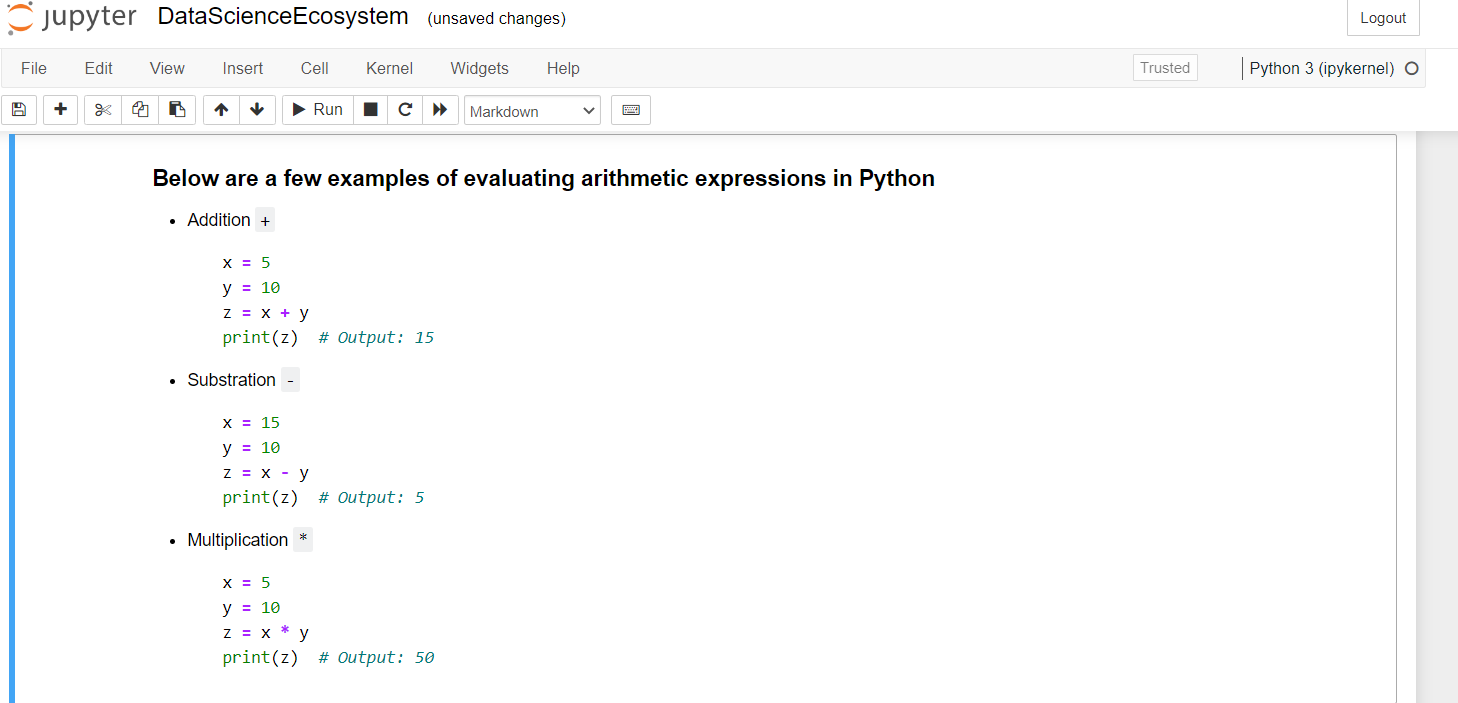 jupyter DataScienceEcosystem (unsaved changes) Logout
File Edit View Insert Cell Kernel Widgets Help Trusted Python 3 (ipykernel)
Run Markdown
Below are a few examples of evaluating arithmetic expressions in Python
• Addition +
x = 5
y = 10
z = x + y
print(z)  # Output: 15
• Substration -
x = 15
y = 10
z = x - y
print(z)  # Output: 5
• Multiplication *
x = 5
y = 10
z = x * y
print(z)  # Output: 50